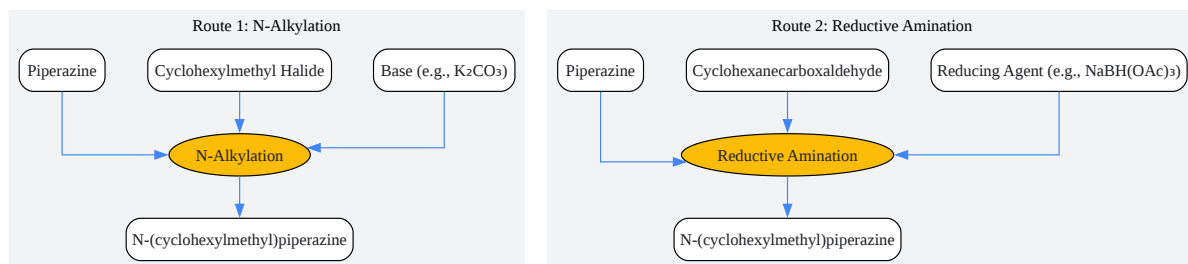 Route 1: N-Alkylation
Piperazine
Cyclohexylmethyl Halide
Base (e.g., K₂CO₃)
N-Alkylation
N-(cyclohexylmethyl)piperazine
Route 2: Reductive Amination
Piperazine
Cyclohexanecarboxaldehyde
Reducing Agent (e.g., NaBH(OAc)₃)
Reductive Amination
N-(cyclohexylmethyl)piperazine